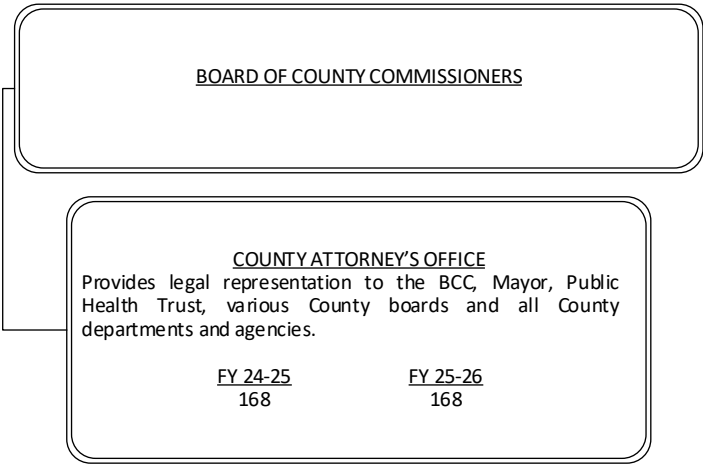 BOARD OF COUNTY COMMISSIONERS
COUNTY ATTORNEY'S OFFICE
Provides legal representation to the BCC, Mayor, Public
Health Trust, various County boards and all County
departments and agencies.
FY 24-25 FY 25-26
168 168